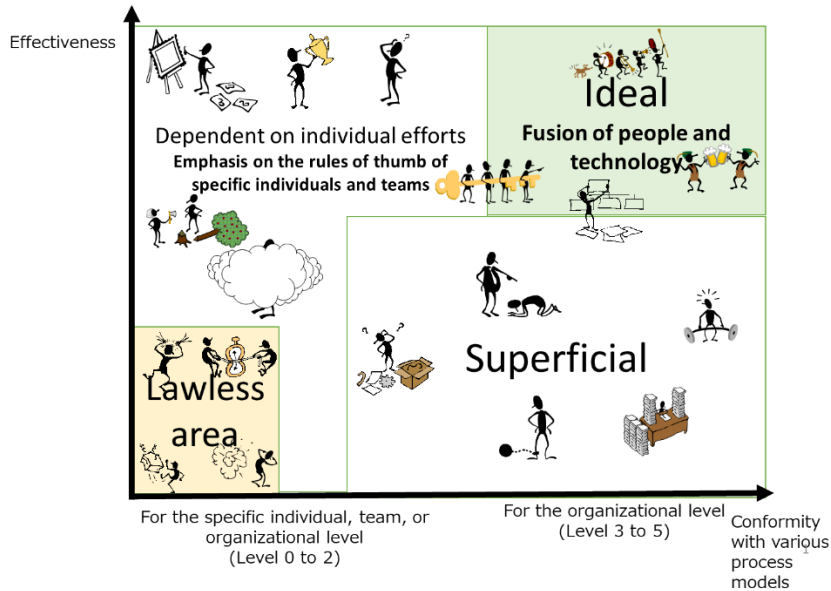 Effectiveness
Ideal
Fusion of people and
technology
Dependent on individual efforts
Emphasis on the rules of thumb of
specific individuals and teams
Superficial
Lawless
area
For the specific individual, team, or
organizational level
(Level 0 to 2)
For the organizational level
(Level 3 to 5)
Conformity
with various
process
models